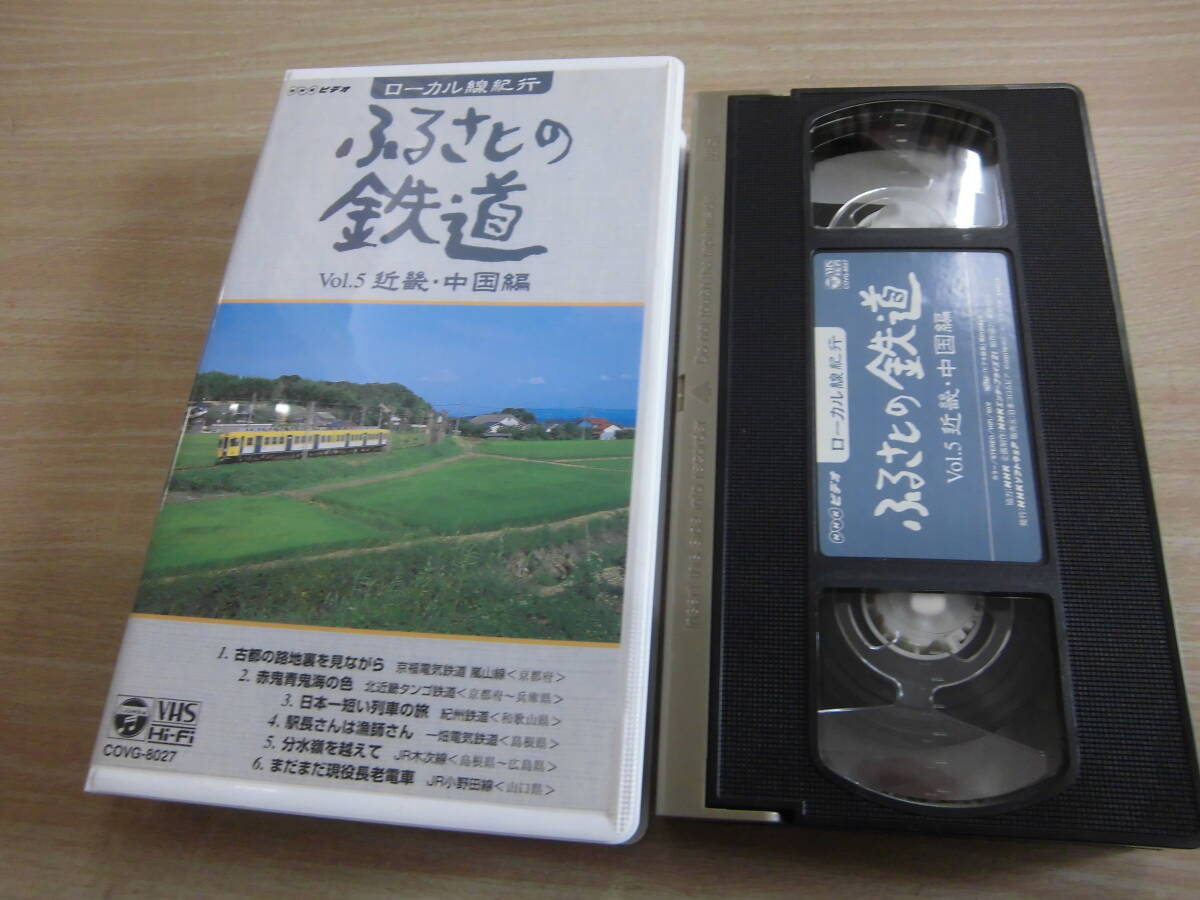 NHKビデオ
ローカル線紀行
ふるさとの
鉄道
Vol.5 近畿・中国編
1. 古都の路地裏を見ながら 京福電気鉄道 嵐山線<京都府>
2. 赤鬼青鬼海の色 北近畿タンゴ鉄道<京都府~兵庫県>
3. 日本一短い列車の旅 紀州鉄道<和歌山県>
4. 駅長さんは漁師さん 一畑電気鉄道<島根県>
5. 分水嶺を越えて JR木次線<島根県~広島県>
6. まだまだ現役長老電車 JR小野田線<山口県>
VHS
Hi-Fi
COVG-8027
NHKビデオ
ローカル線紀行
ふるさとの鉄道
Vol.5 近畿・中国編
VHS
COVG-8027